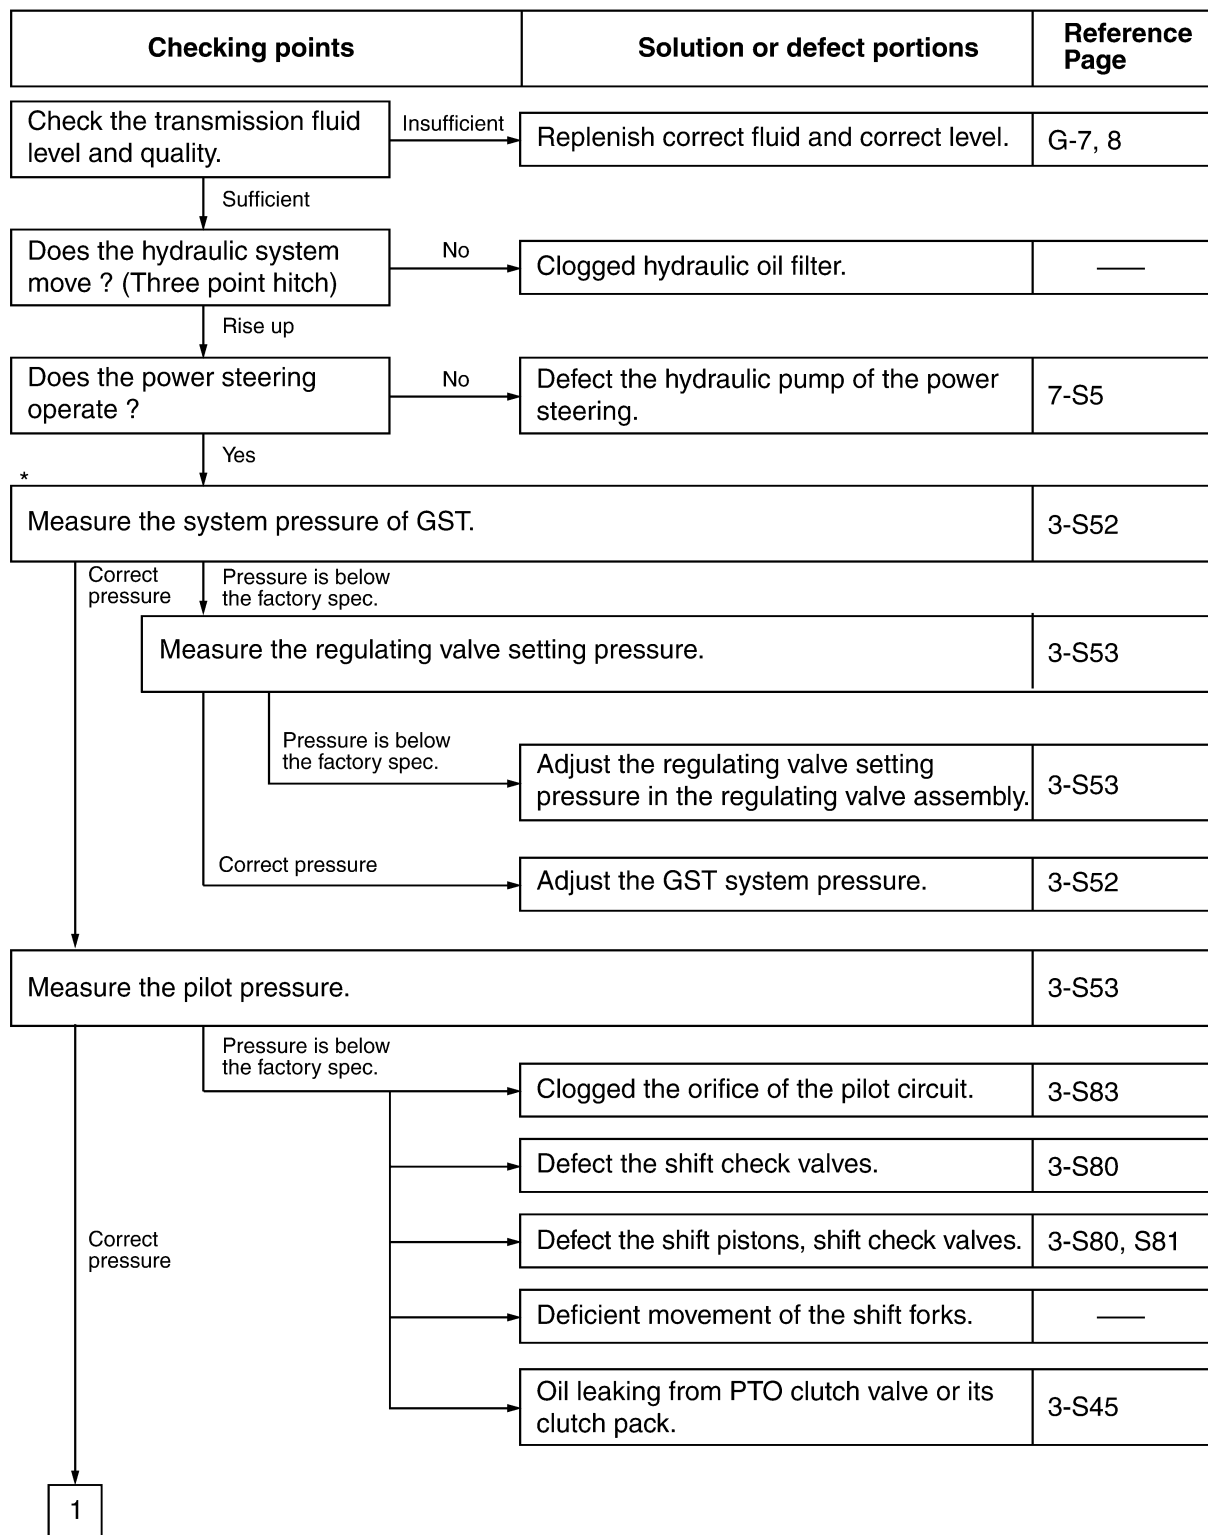 Checking points
Solution or defect portions
Reference
Page
Check the transmission fluid
level and quality.
Insufficient
Replenish correct fluid and correct level.
G-7, 8
Sufficient
Does the hydraulic system
move ? (Three point hitch)
No
Clogged hydraulic oil filter.
Rise up
Does the power steering
operate ?
No
Defect the hydraulic pump of the power
steering.
7-S5
Yes
*
Measure the system pressure of GST.
3-S52
Correct
pressure
Pressure is below
the factory spec.
Measure the regulating valve setting pressure.
3-S53
Pressure is below
the factory spec.
Adjust the regulating valve setting
pressure in the regulating valve assembly.
3-S53
Correct pressure
Adjust the GST system pressure.
3-S52
Measure the pilot pressure.
3-S53
Pressure is below
the factory spec.
Clogged the orifice of the pilot circuit.
3-S83
Defect the shift check valves.
3-S80
Correct
pressure
Defect the shift pistons, shift check valves.
3-S80, S81
Deficient movement of the shift forks.
Oil leaking from PTO clutch valve or its
clutch pack.
3-S45
1